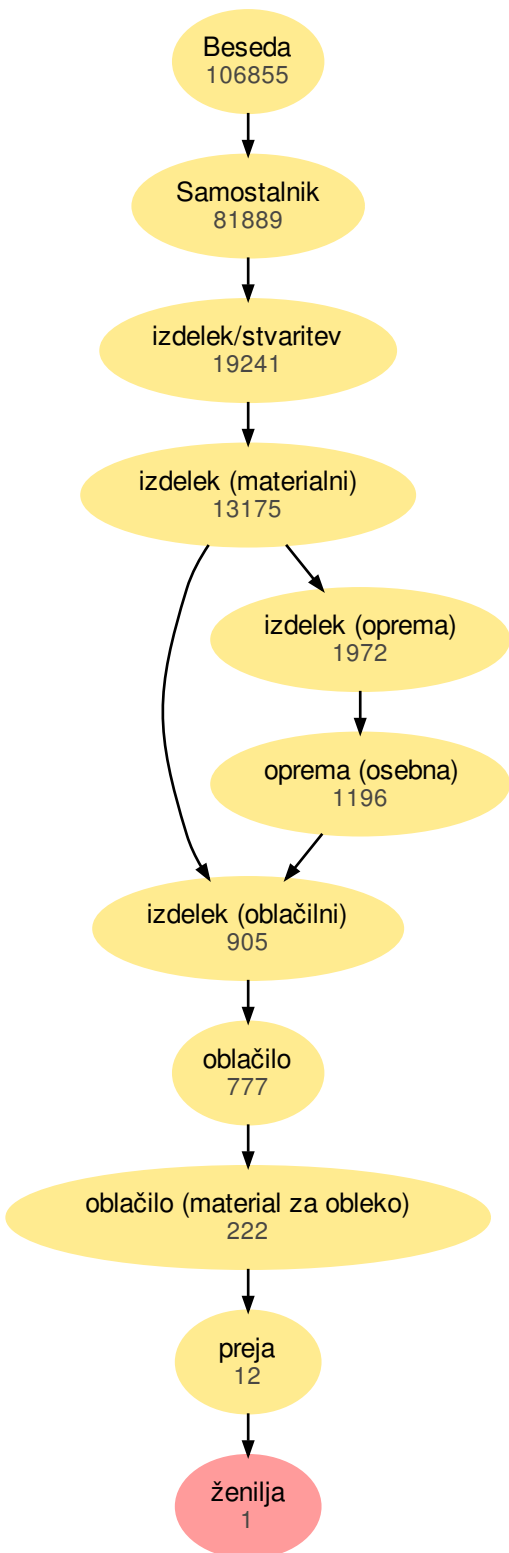 Beseda
106855
Samostalnik
81889
izdelek/stvaritev
19241
izdelek (materialni)
13175
izdelek (oprema)
1972
oprema (osebna)
1196
izdelek (oblačilni)
905
oblačilo
777
oblačilo (material za obleko)
222
preja
12
ženilja
1